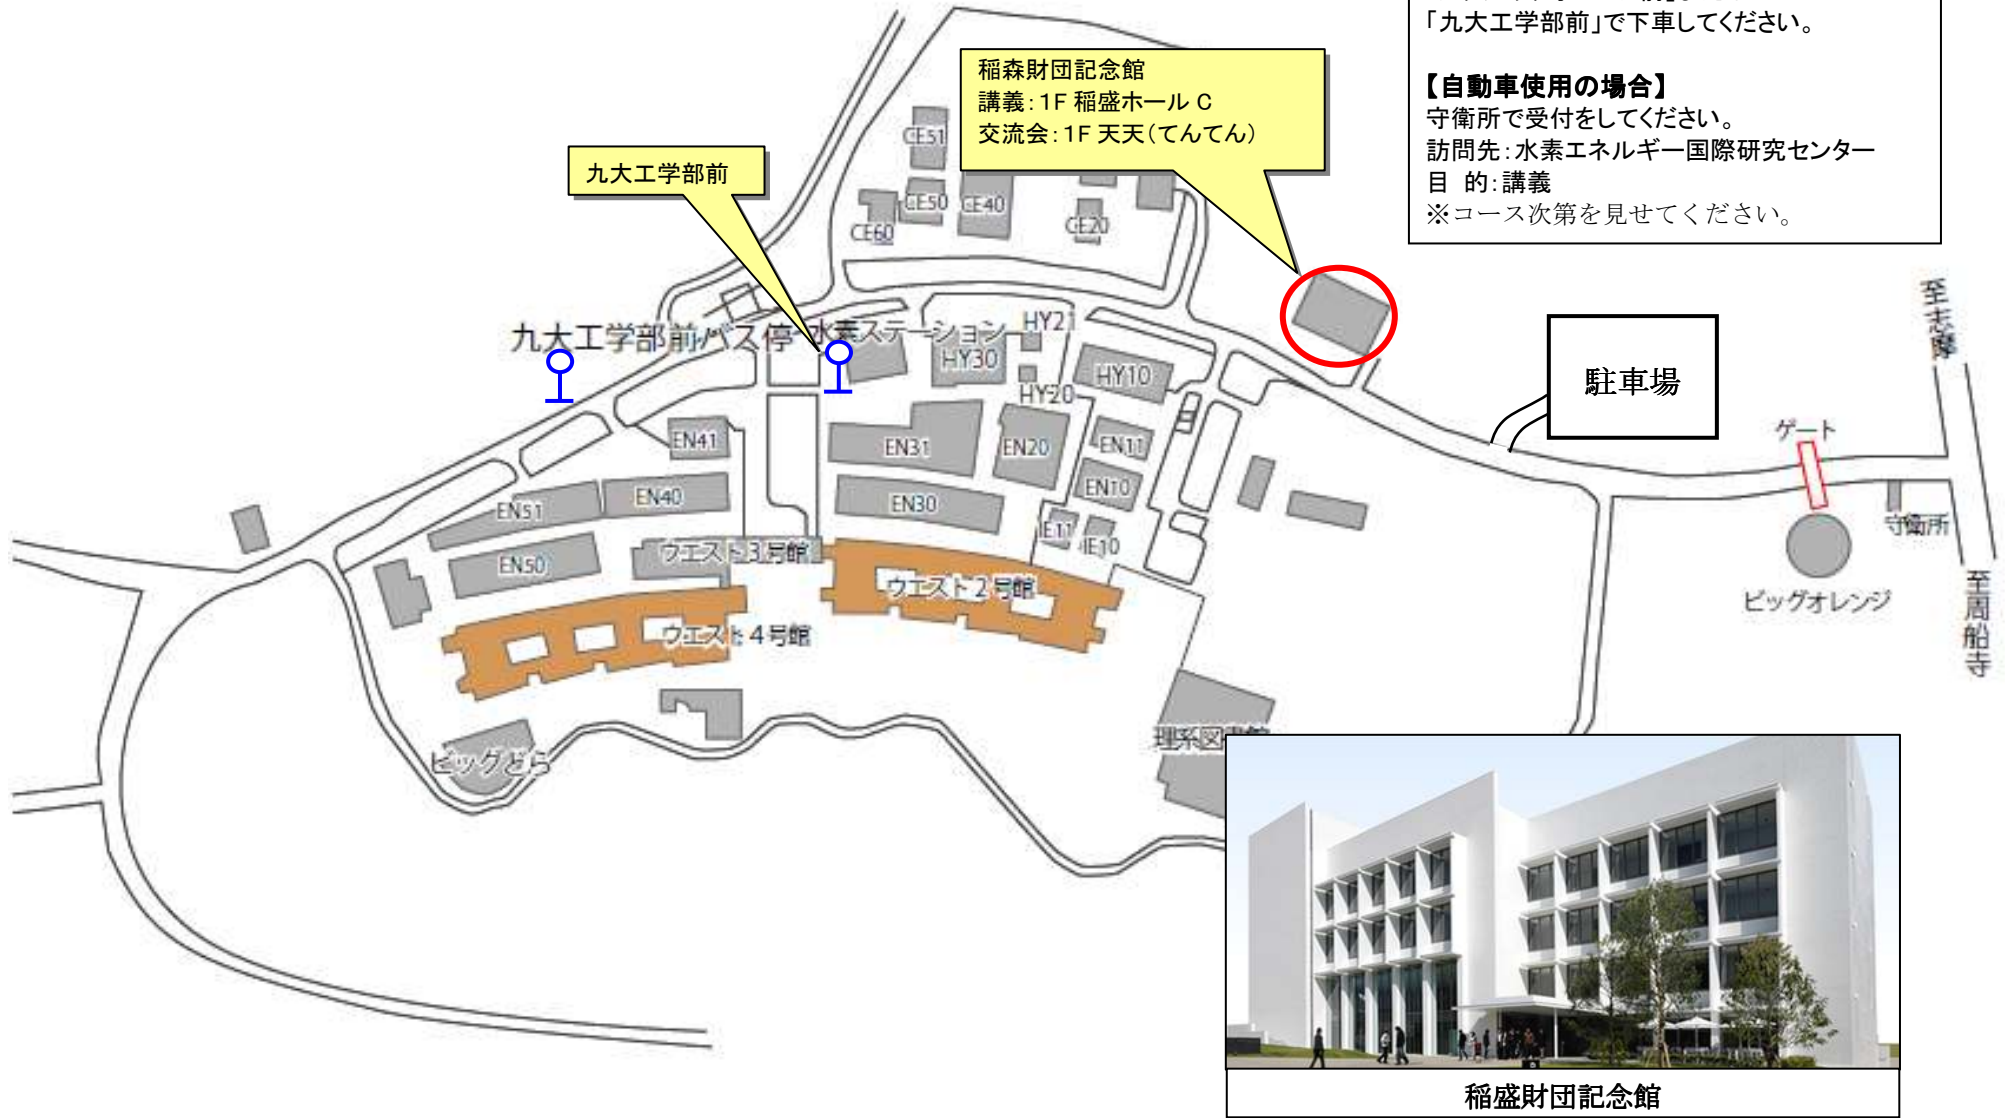 「九大工学部前」で下車してください。
【自動車使用の場合】
守衛所で受付をしてください。
訪問先：水素エネルギー国際研究センター
目 的：講義
※コース次第を見せてください。
稲森財団記念館
講義：1F 稲盛ホール C
交流会：1F 天天（てんてん）
九大工学部前
CE51
CE50
CE40
CE60
CE20
九大工学部前バス停
水素ステーション
HY21
HY30
HY10
HY20
EN41
EN31
EN20
EN11
EN10
EN51
EN40
EN30
IE11
IE10
EN50
ウエスト3号館
ウエスト2号館
ウエスト4号館
ビッグどら
理系図
駐車場
ゲート
守衛所
ビッグオレンジ
至志摩
至周船寺
稲盛財団記念館